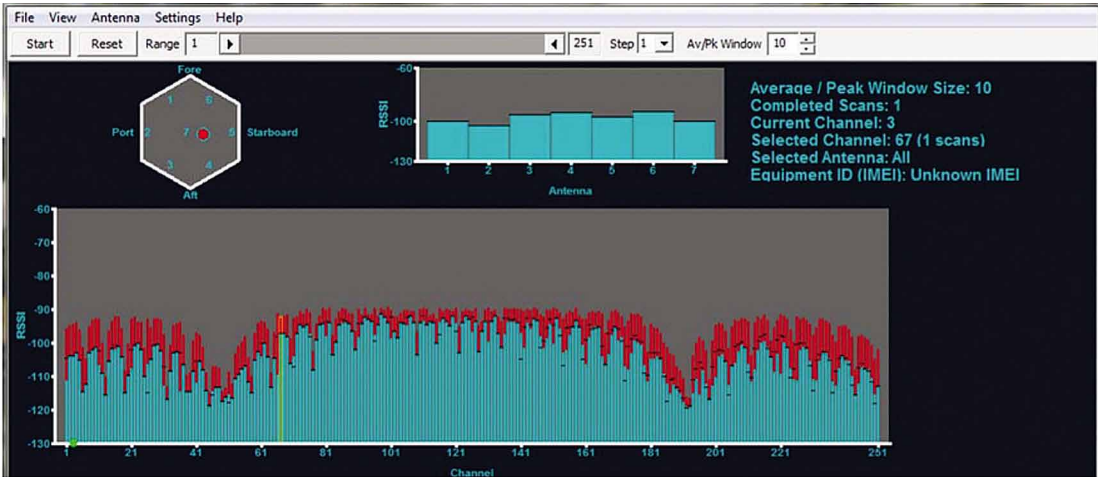 File View Antenna Settings Help
Start Reset Range 1 251 Step 1 Av/Pk Window 10
Fore
1 6
Port 2 7 5 Starboard
3 4
Aft
-60
-100
-130
RSSI
1 2 3 4 5 6 7
Antenna
Average / Peak Window Size: 10
Completed Scans: 1
Current Channel: 3
Selected Channel: 67 (1 scans)
Selected Antenna: All
Equipment ID (IMEI): Unknown IMEI
-60
-70
-80
-90
-100
-110
-120
-130
RSSI
1 21 41 61 81 101 121 141 161 181 201 221 251
Channel